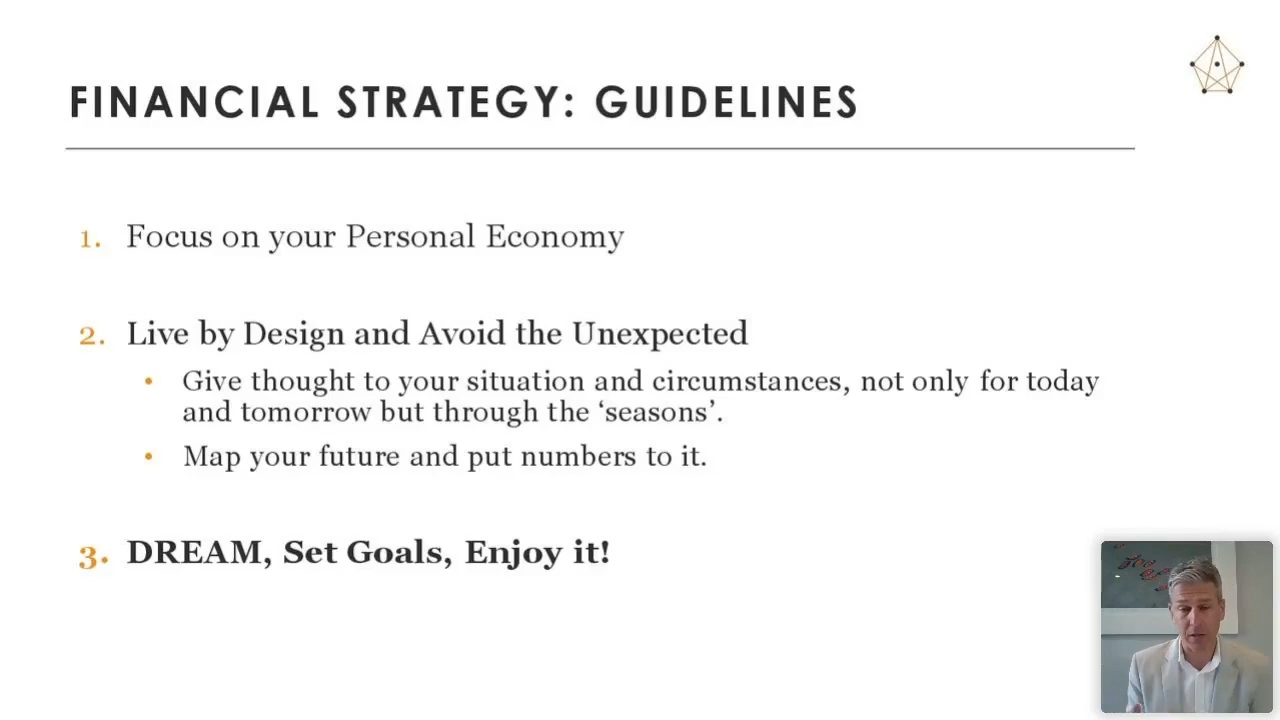 FINANCIAL STRATEGY: GUIDELINES
1. Focus on your Personal Economy
2. Live by Design and Avoid the Unexpected
• Give thought to your situation and circumstances, not only for today
and tomorrow but through the ‘seasons’.
• Map your future and put numbers to it.
3. DREAM, Set Goals, Enjoy it!